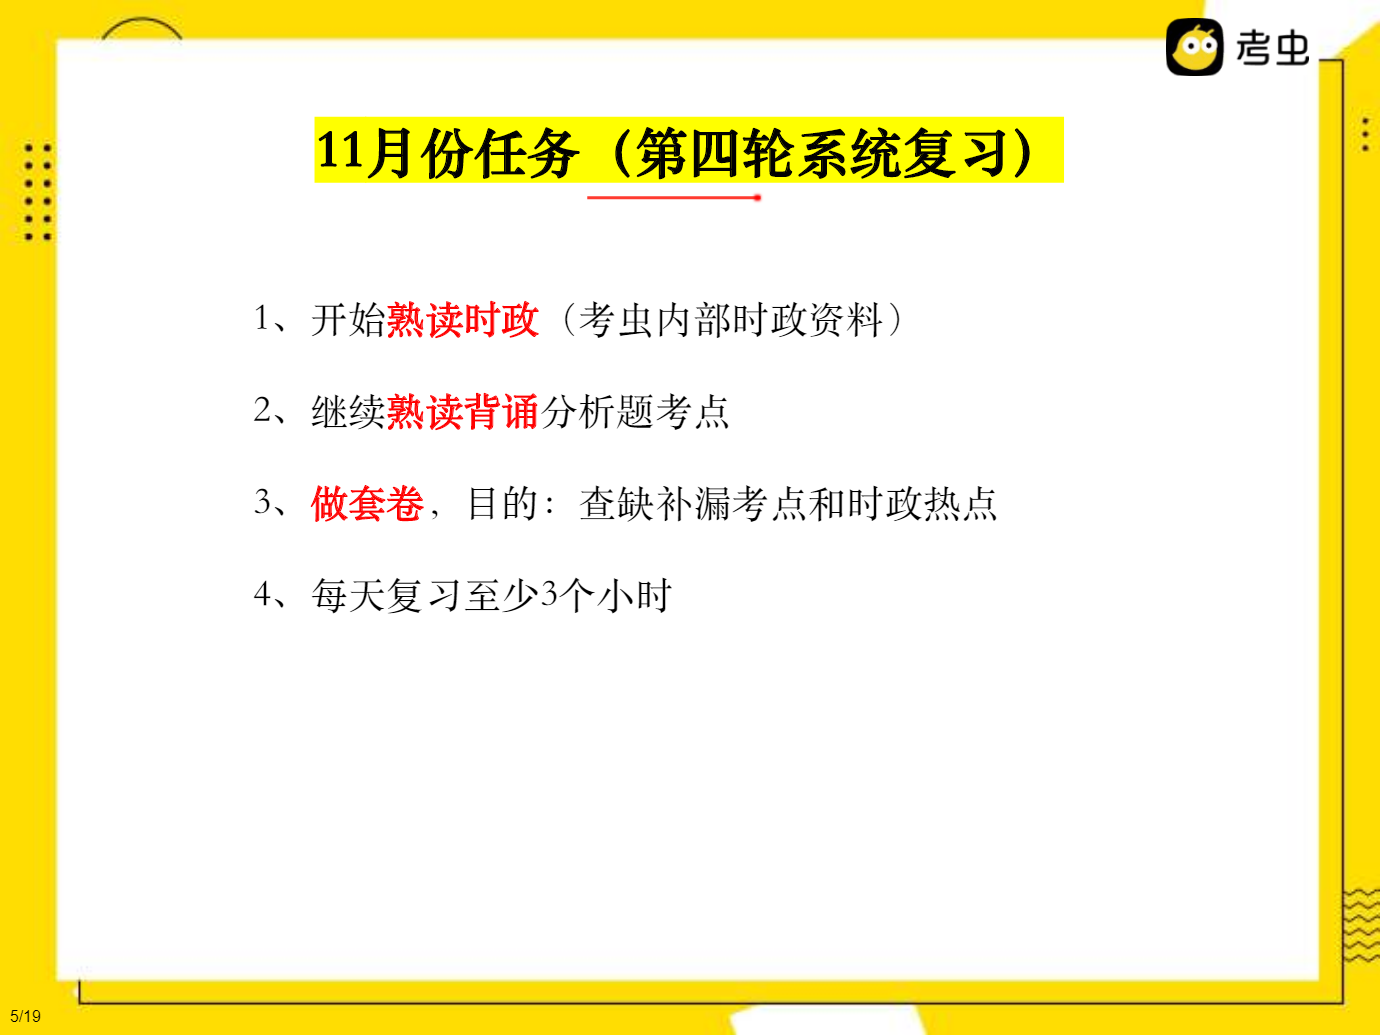 考虫
11月份任务（第四轮系统复习）
1、开始熟读时政（考虫内部时政资料）
2、继续熟读背诵分析题考点
3、做套卷，目的：查缺补漏考点和时政热点
4、每天复习至少3个小时
5/19